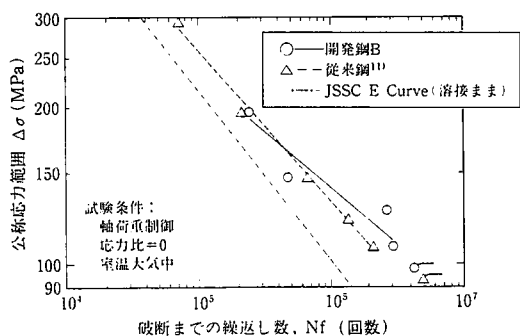 300
200
150
100
90
公称応力範囲 Δσ (MPa)
○—— 開発鋼B
△--- 従来鋼¹¹⁾
-··- JSSC E Curve(溶接まま)
試験条件:
軸荷重制御
応力比=0
室温大気中
10⁴ 10⁵ 10⁶ 10⁷
破断までの繰返し数, Nf (回数)